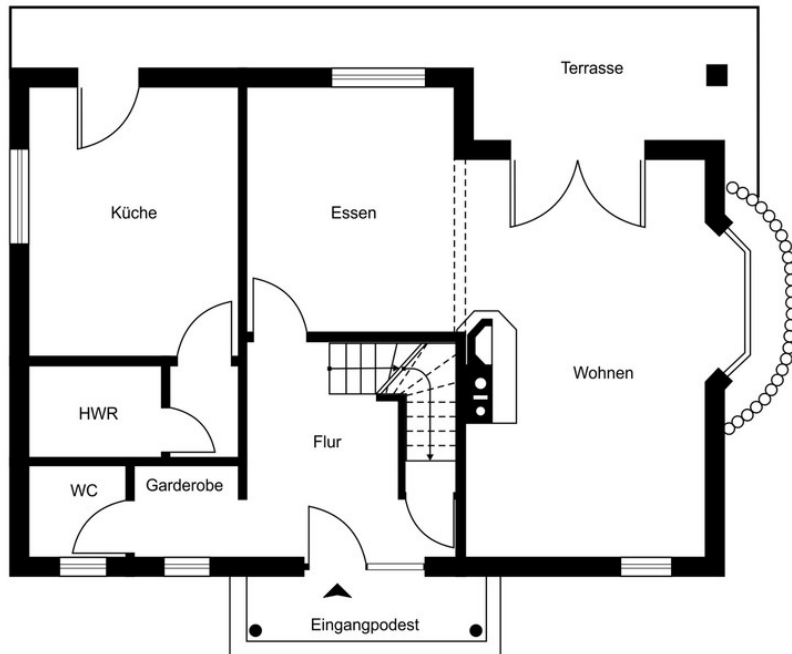 Terrasse
Küche
Essen
Wohnen
HWR
Flur
WC
Garderobe
Eingangpodest